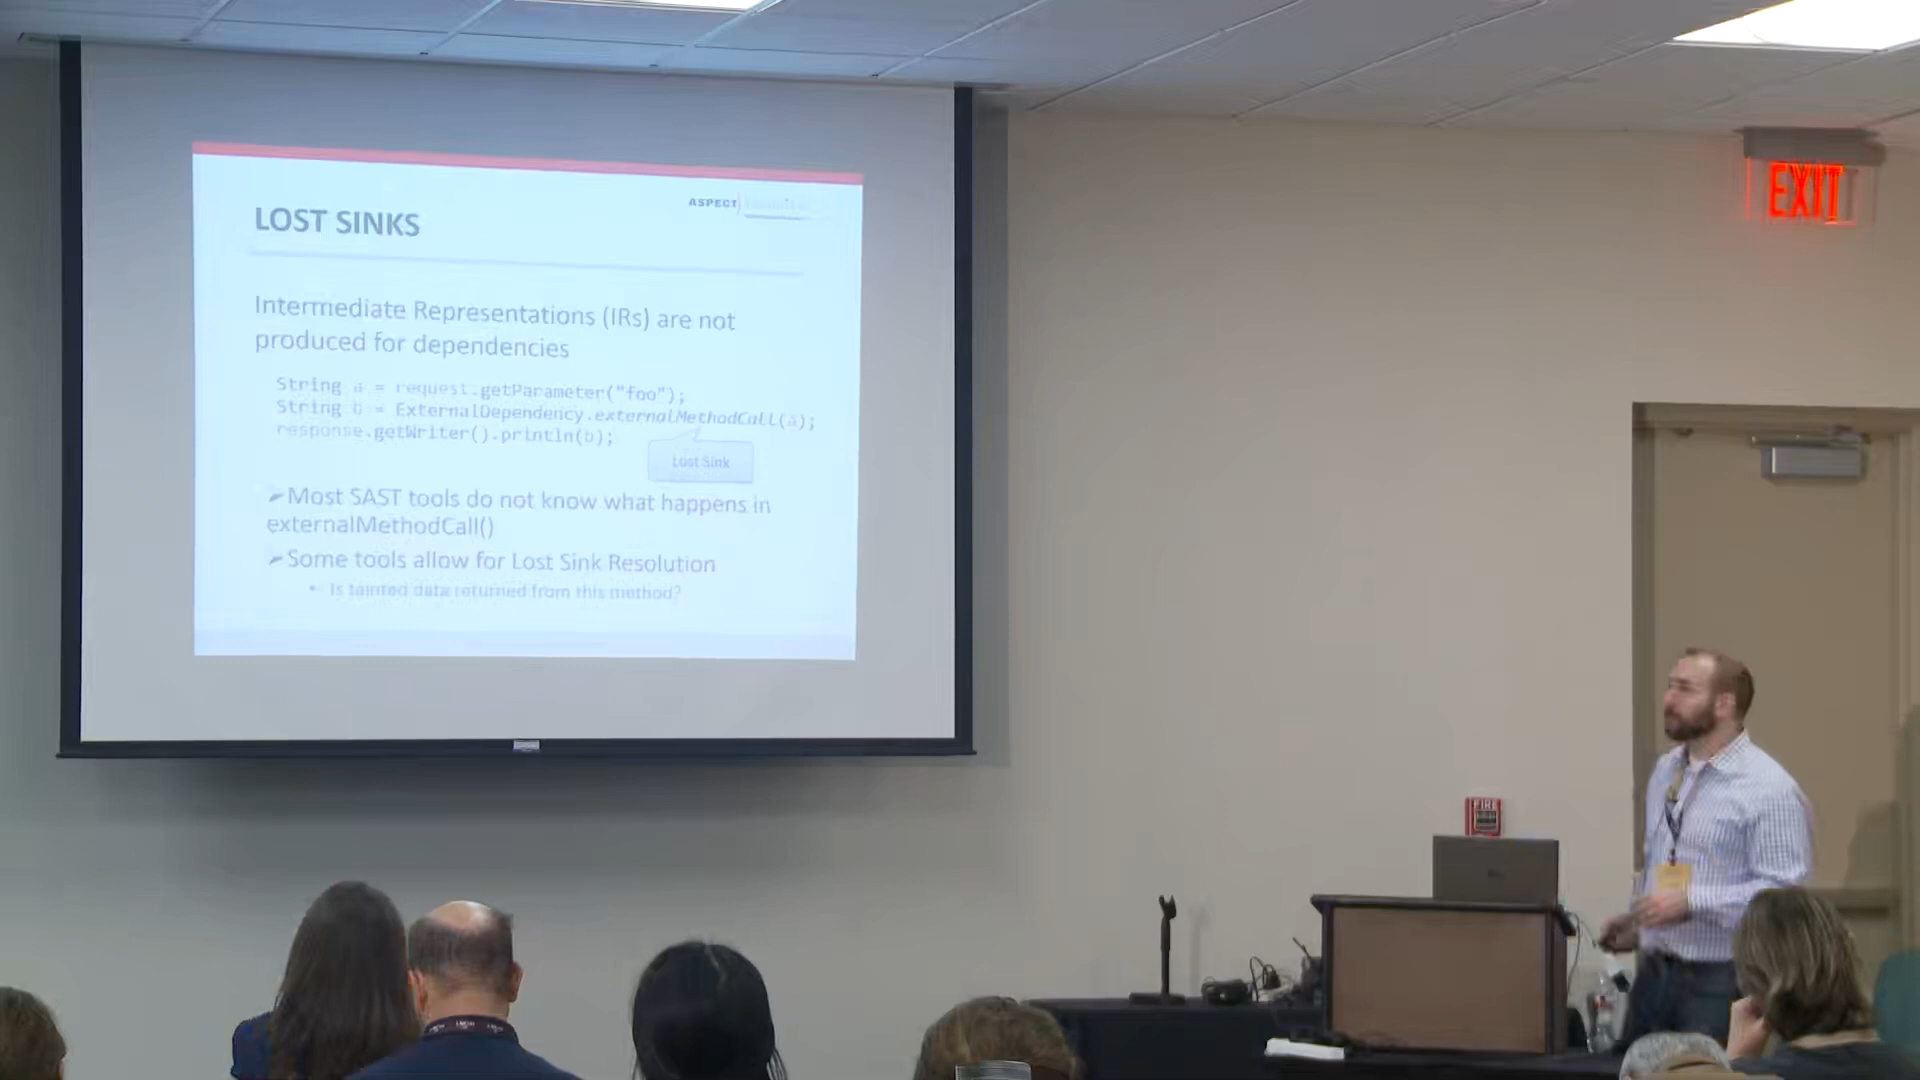 ASPECT
LOST SINKS
Intermediate Representations (IRs) are not
produced for dependencies
String a = request.getParameter("foo");
String b = ExternalDependency.externalMethodCall(a);
response.getWriter().println(b);
Lost Sink
➢Most SAST tools do not know what happens in
externalMethodCall()
➢Some tools allow for Lost Sink Resolution
• Is tainted data returned from this method?
EXIT
FIRE